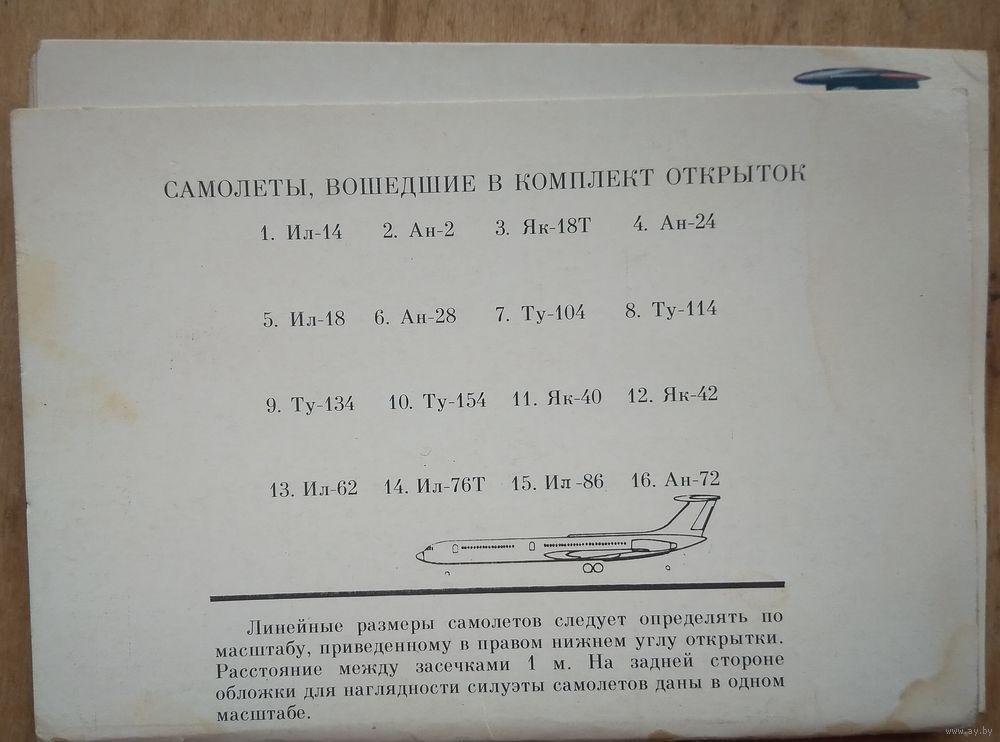 САМОЛЕТЫ, ВОШЕДШИЕ В КОМПЛЕКТ ОТКРЫТОК
1. Ил-14 2. Ан-2 3. Як-18Т 4. Ан-24
5. Ил-18 6. Ан-28 7. Ту-104 8. Ту-114
9. Ту-134 10. Ту-154 11. Як-40 12. Як-42
13. Ил-62 14. Ил-76Т 15. Ил -86 16. Ан-72
Линейные размеры самолетов следует определять по
масштабу, приведенному в правом нижнем углу открытки.
Расстояние между засечками 1 м. На задней стороне
обложки для наглядности силуэты самолетов даны в одном
масштабе.
www.ay.by